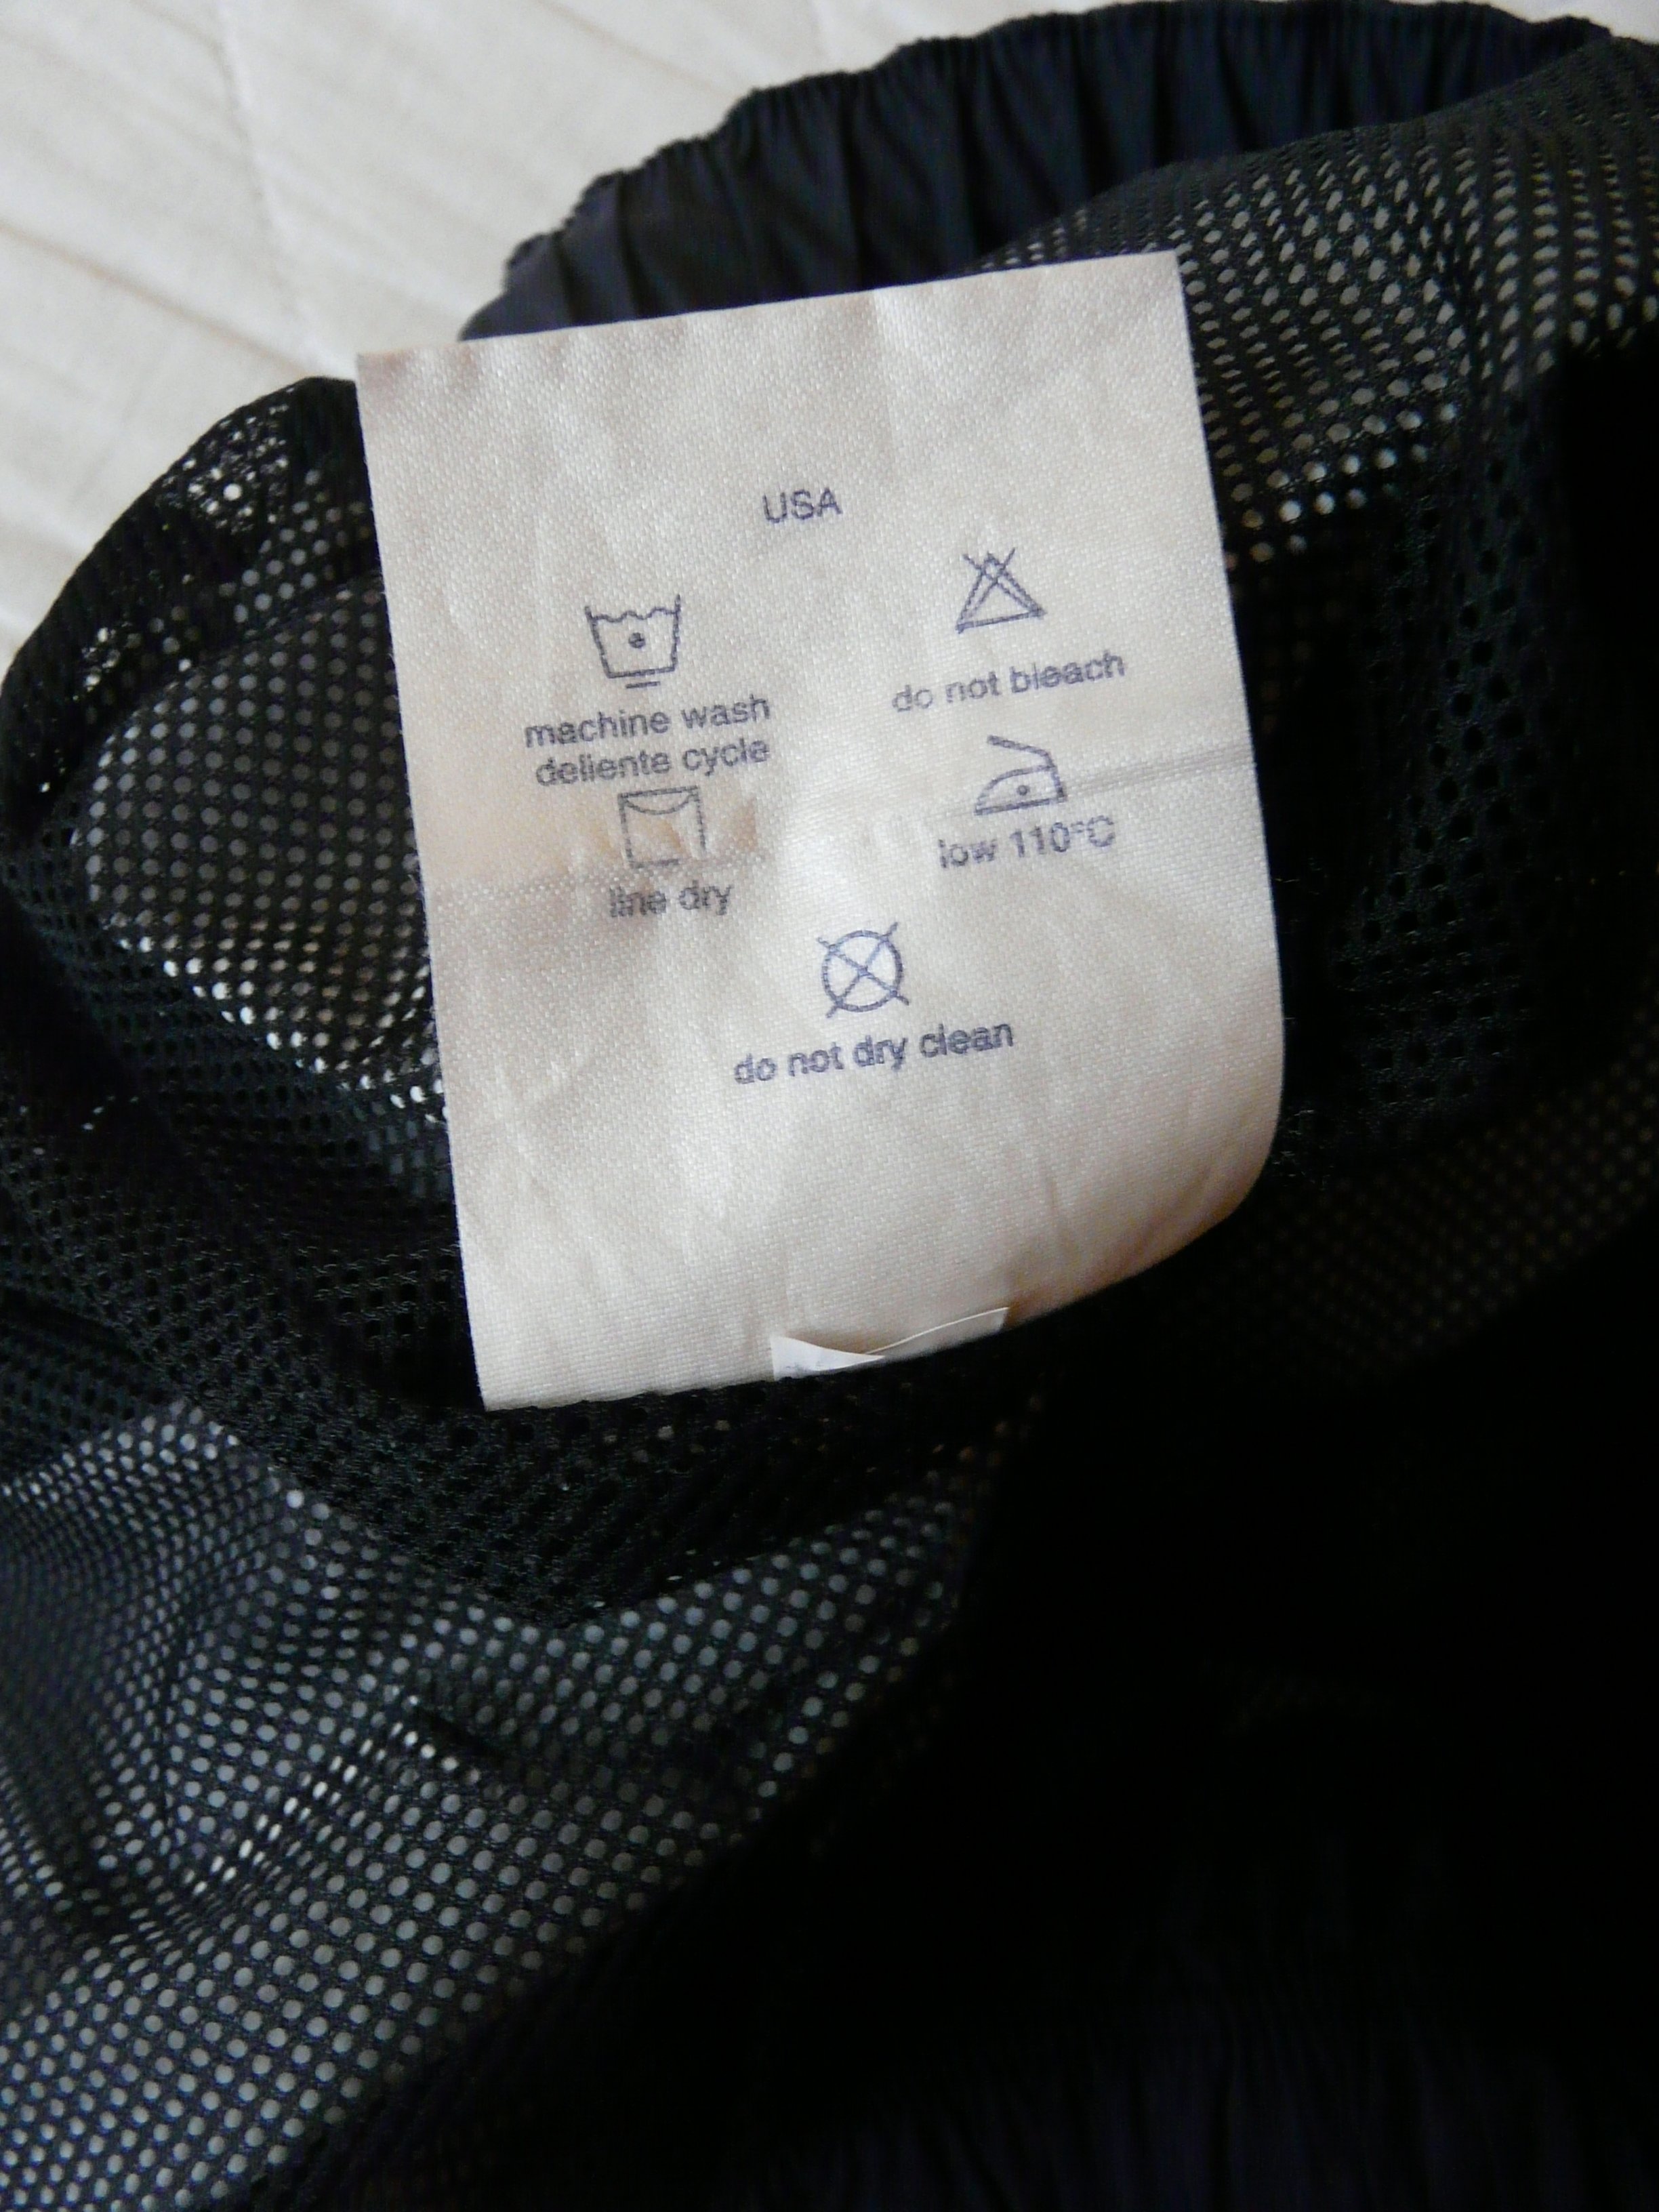 USA
machine wash
deliente cycle
do not bleach
line dry
low 110°C
do not dry clean